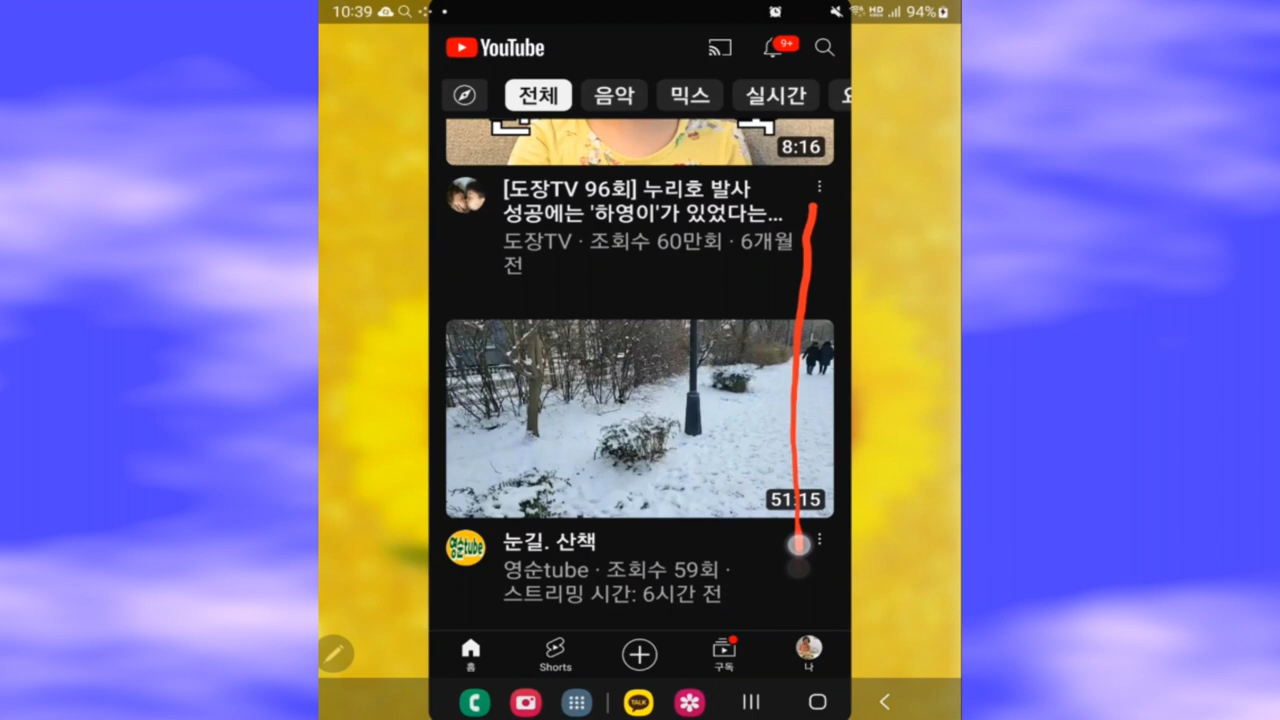 10:39
HD
94%
YouTube
9+
전체 음악 믹스 실시간
8:16
[도장TV 96회] 누리호 발사
성공에는 '하영이'가 있었다는...
도장TV · 조회수 60만회 · 6개월
전
51:15
영순tube
눈길. 산책
영순tube · 조회수 59회 ·
스트리밍 시간: 6시간 전
홈 Shorts 구독 나
TALK